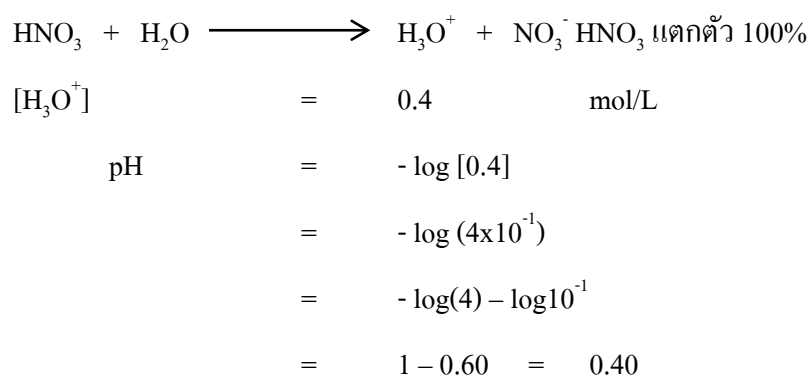 HNO₃ + H₂O ⟶ H₃O⁺ + NO₃⁻ HNO₃ แตกตัว 100%
[H₃O⁺] = 0.4 mol/L
pH = - log [0.4]
= - log (4x10⁻¹)
= - log(4) – log10⁻¹
= 1 – 0.60 = 0.40